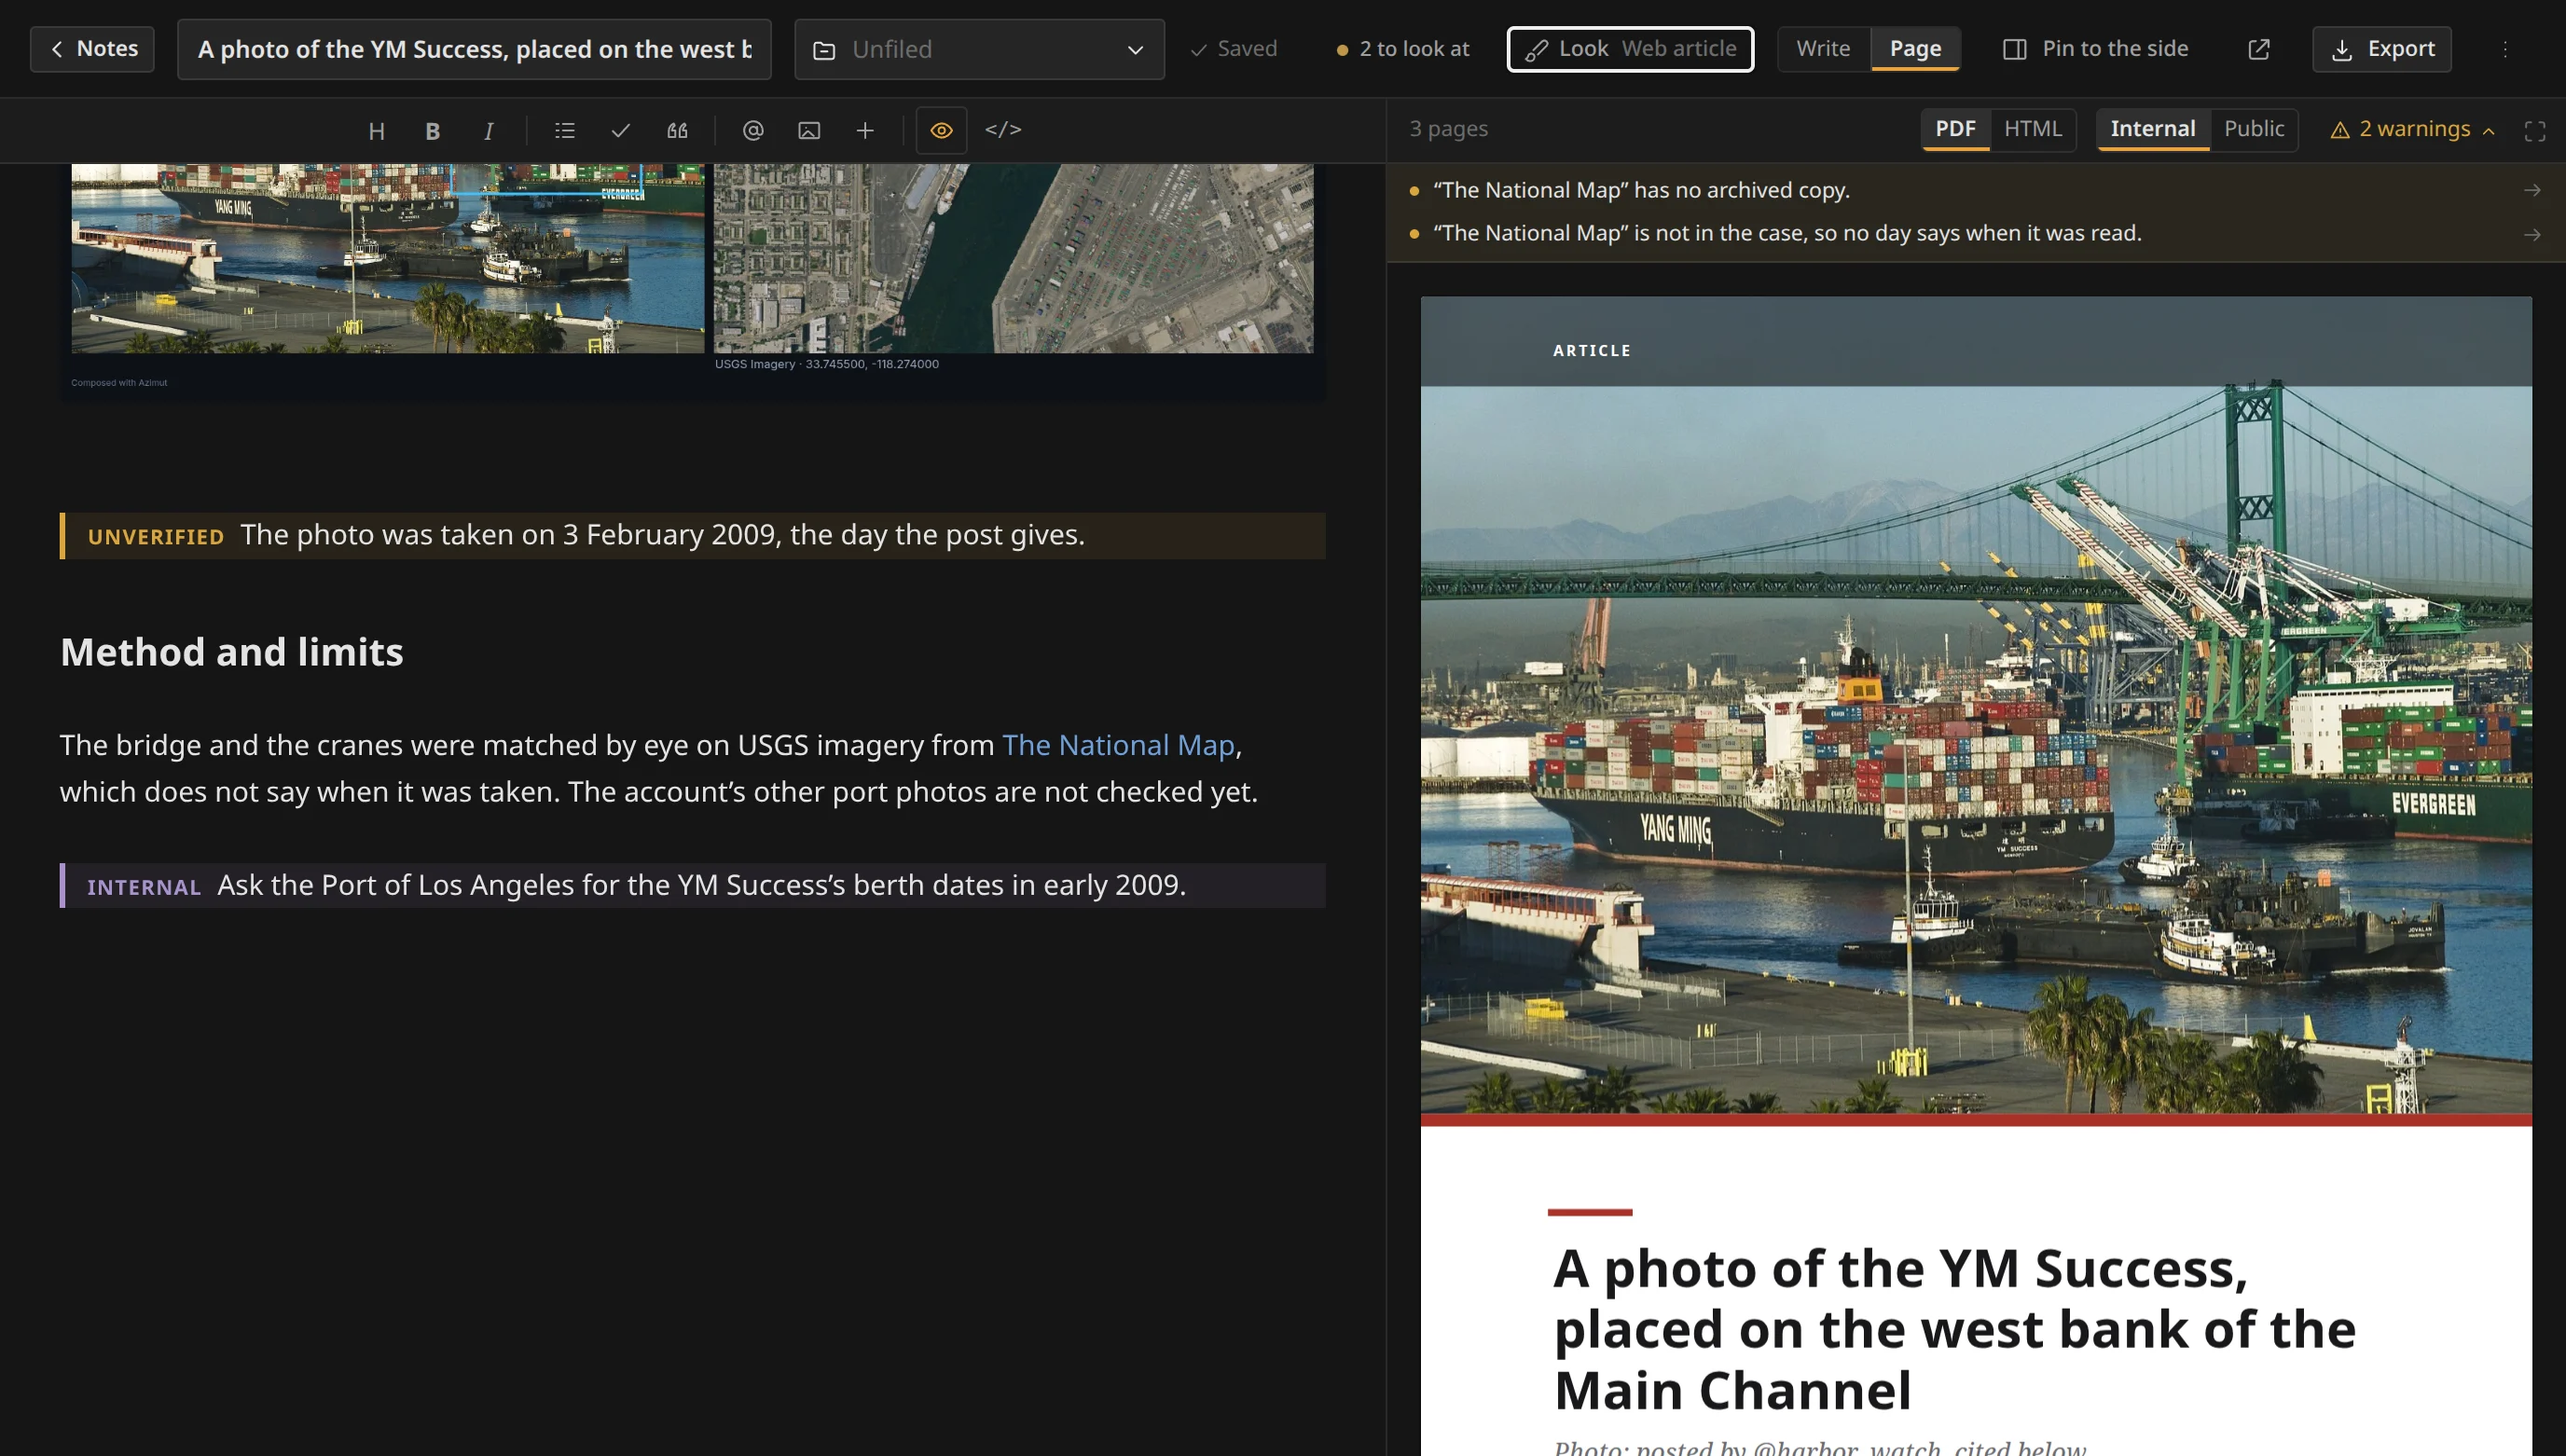 Notes
A photo of the YM Success, placed on the west b
Unfiled
Saved
2 to look at
Look Web article
Write
Page
Pin to the side
Export
H B I
@
</>
3 pages
PDF
HTML
Internal
Public
2 warnings
“The National Map” has no archived copy.
“The National Map” is not in the case, so no day says when it was read.
YANG MING
EVERGREEN
USGS Imagery · 33.745500, -118.274000
Composed with Azimut
UNVERIFIED The photo was taken on 3 February 2009, the day the post gives.
Method and limits
The bridge and the cranes were matched by eye on USGS imagery from The National Map,
which does not say when it was taken. The account’s other port photos are not checked yet.
INTERNAL Ask the Port of Los Angeles for the YM Success’s berth dates in early 2009.
ARTICLE
EVERGREEN
YANG MING
YM SUCCESS
EVERGREEN
JOVALAN
A photo of the YM Success,
placed on the west bank of the
Main Channel
Photo: posted by @harbor_watch, cited below